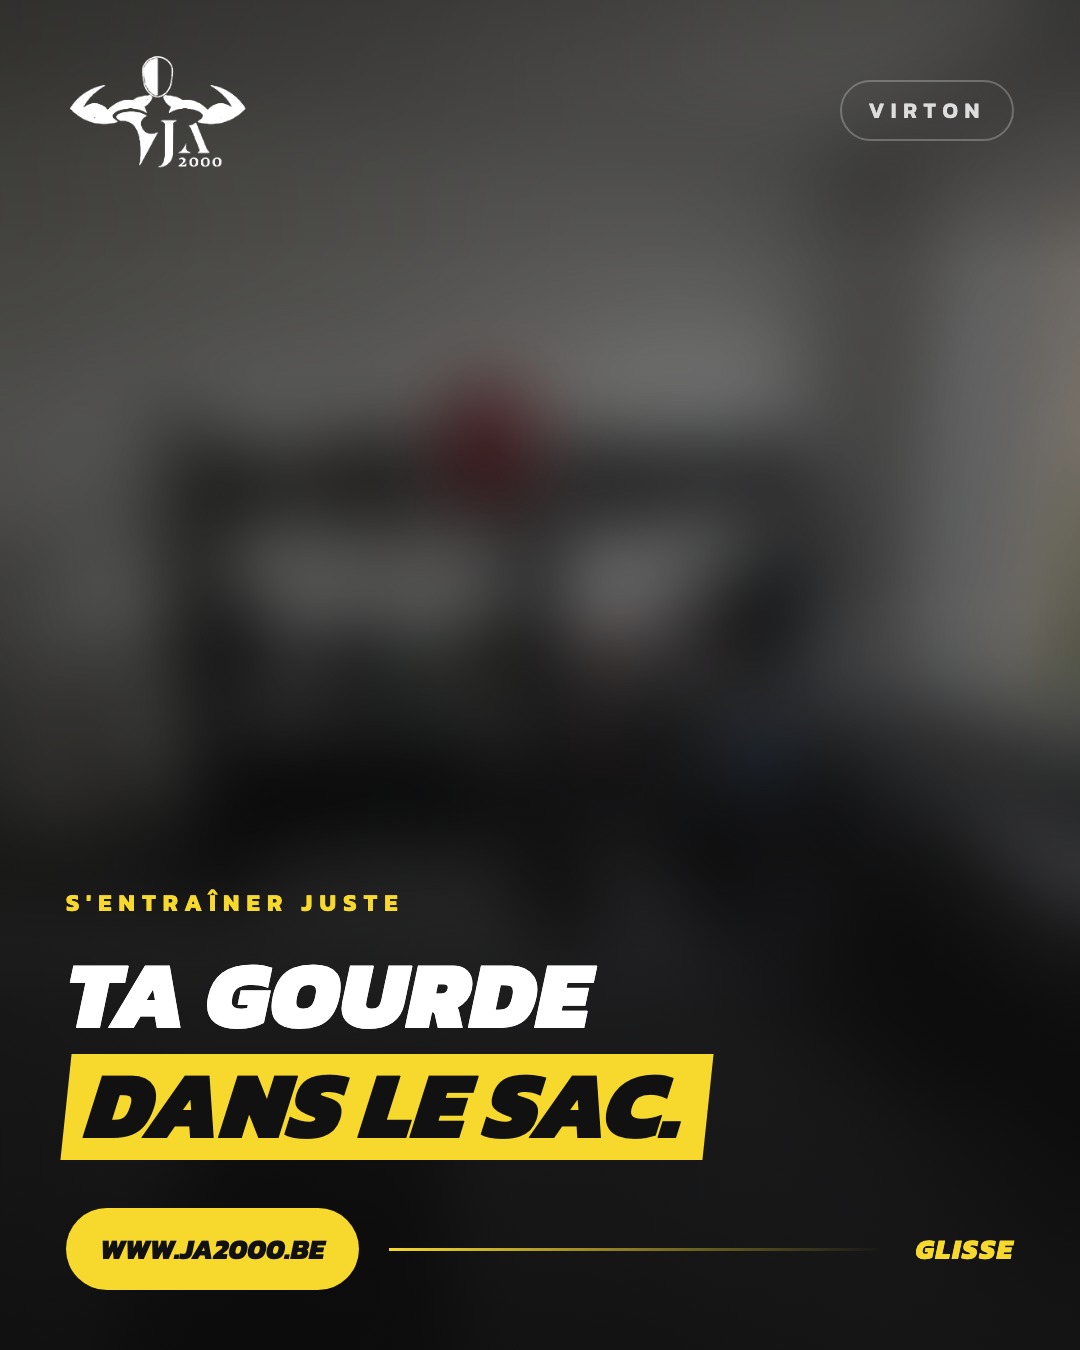 JA
2000
VIRTON
S'ENTRAÎNER JUSTE
TA GOURDE
DANS LE SAC.
WWW.JA2000.BE
GLISSE